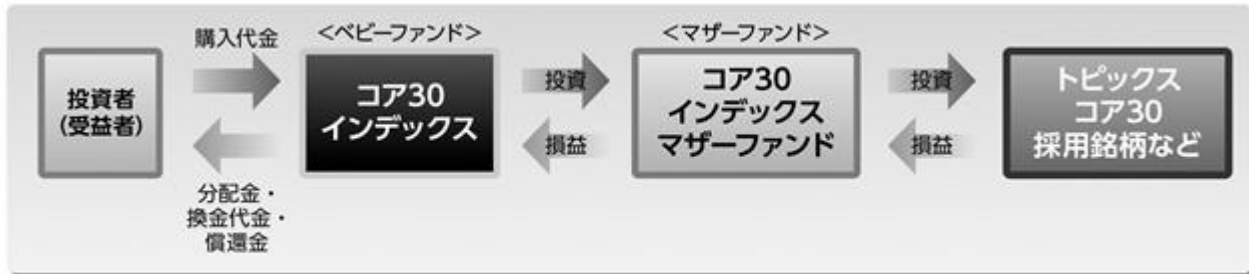 購入代金
<ベビーファンド>
<マザーファンド>
投資者
(受益者)
コア30
インデックス
投資
損益
コア30
インデックス
マザーファンド
投資
損益
トピックス
コア30
採用銘柄など
分配金・
換金代金・
償還金